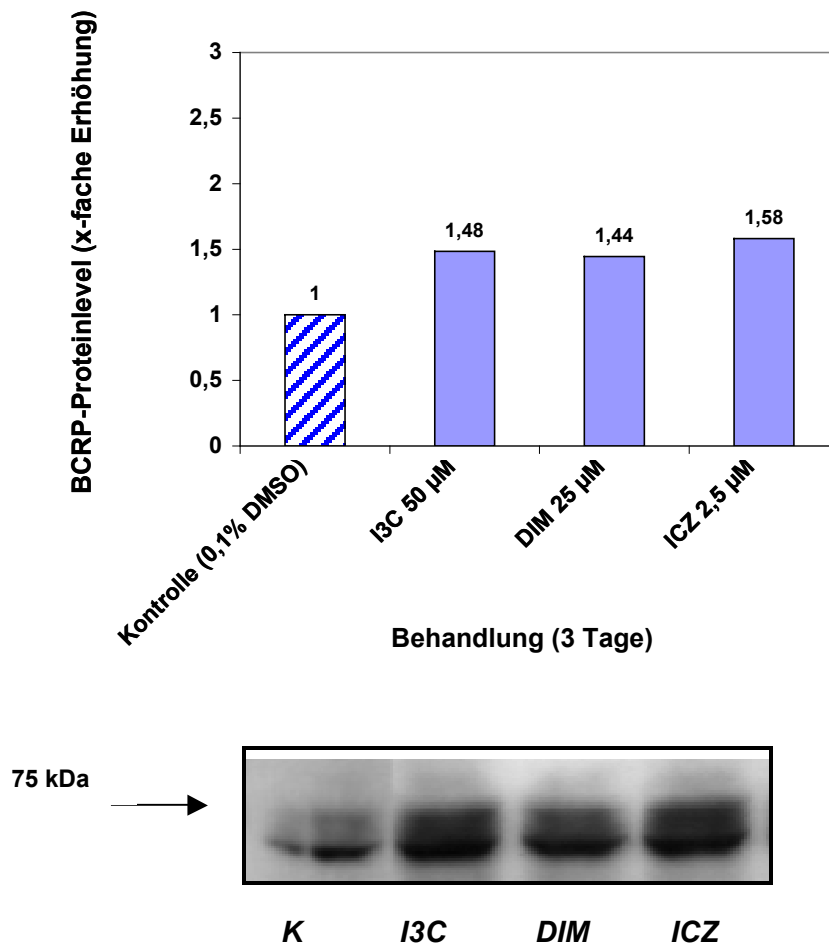 BCRP-Proteinlevel (x-fache Erhöhung)
3
2,5
2
1,5
1
0,5
0
1
1,48
1,44
1,58
Kontrolle (0,1% DMSO)
I3C 50 µM
DIM 25 µM
ICZ 2,5 µM
Behandlung (3 Tage)
75 kDa
K I3C DIM ICZ